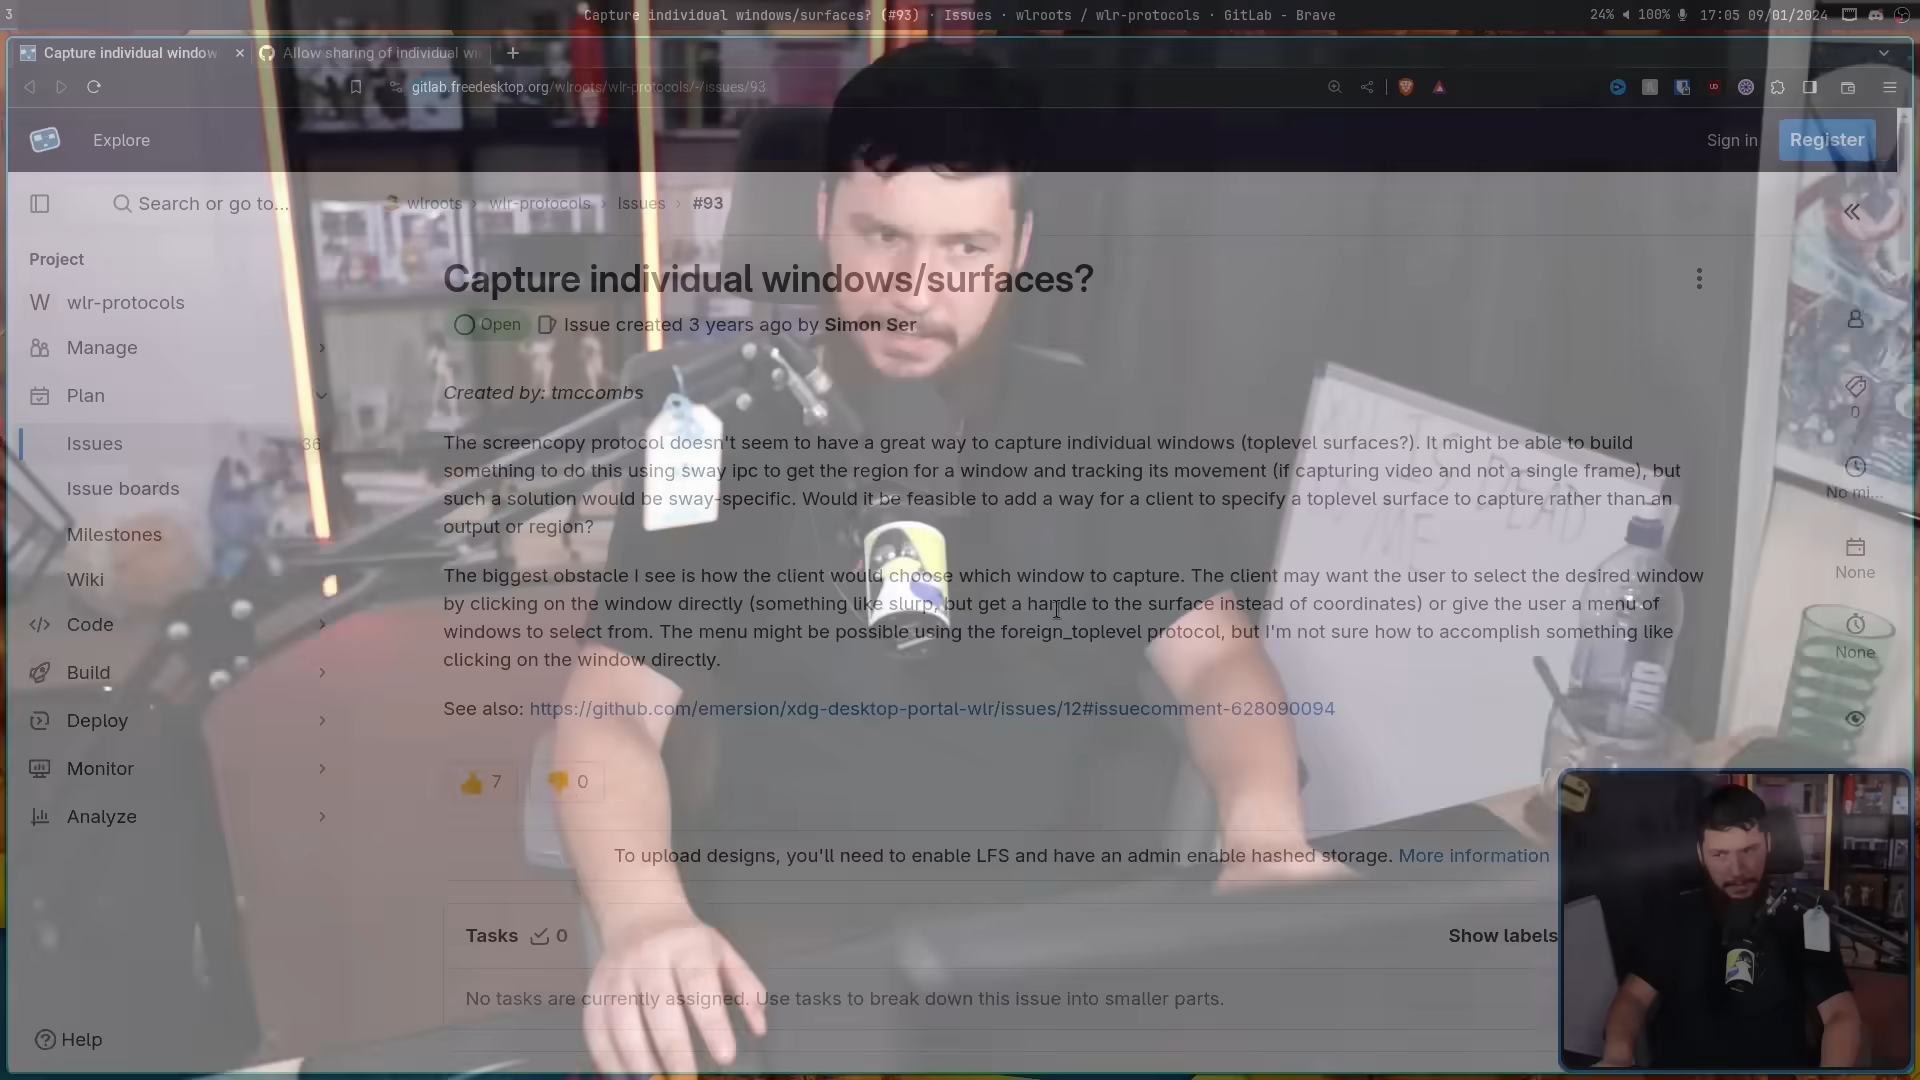 3
Capture individual windows/surfaces? (#93) · Issues · wlroots / wlr-protocols · GitLab - Brave
24% 100% 17:05 09/01/2024
Capture individual window
Allow sharing of individual wi
gitlab.freedesktop.org/wlroots/wlr-protocols/-/issues/93
Explore
Sign in
Register
Search or go to...
wlroots › wlr-protocols › Issues › #93
Project
W wlr-protocols
Manage
Plan
Issues 36
Issue boards
Milestones
Wiki
Code
Build
Deploy
Monitor
Analyze
Help
Capture individual windows/surfaces?
Open Issue created 3 years ago by Simon Ser
Created by: tmccombs
The screencopy protocol doesn't seem to have a great way to capture individual windows (toplevel surfaces?). It might be able to build
something to do this using sway ipc to get the region for a window and tracking its movement (if capturing video and not a single frame), but
such a solution would be sway-specific. Would it be feasible to add a way for a client to specify a toplevel surface to capture rather than an
output or region?
The biggest obstacle I see is how the client would choose which window to capture. The client may want the user to select the desired window
by clicking on the window directly (something like slurp, but get a handle to the surface instead of coordinates) or give the user a menu of
windows to select from. The menu might be possible using the foreign_toplevel protocol, but I'm not sure how to accomplish something like
clicking on the window directly.
See also: https://github.com/emersion/xdg-desktop-portal-wlr/issues/12#issuecomment-628090094
7
0
To upload designs, you'll need to enable LFS and have an admin enable hashed storage. More information
Tasks 0
Show labels
No tasks are currently assigned. Use tasks to break down this issue into smaller parts.
0
No mi...
None
None
IS DEAD
ME